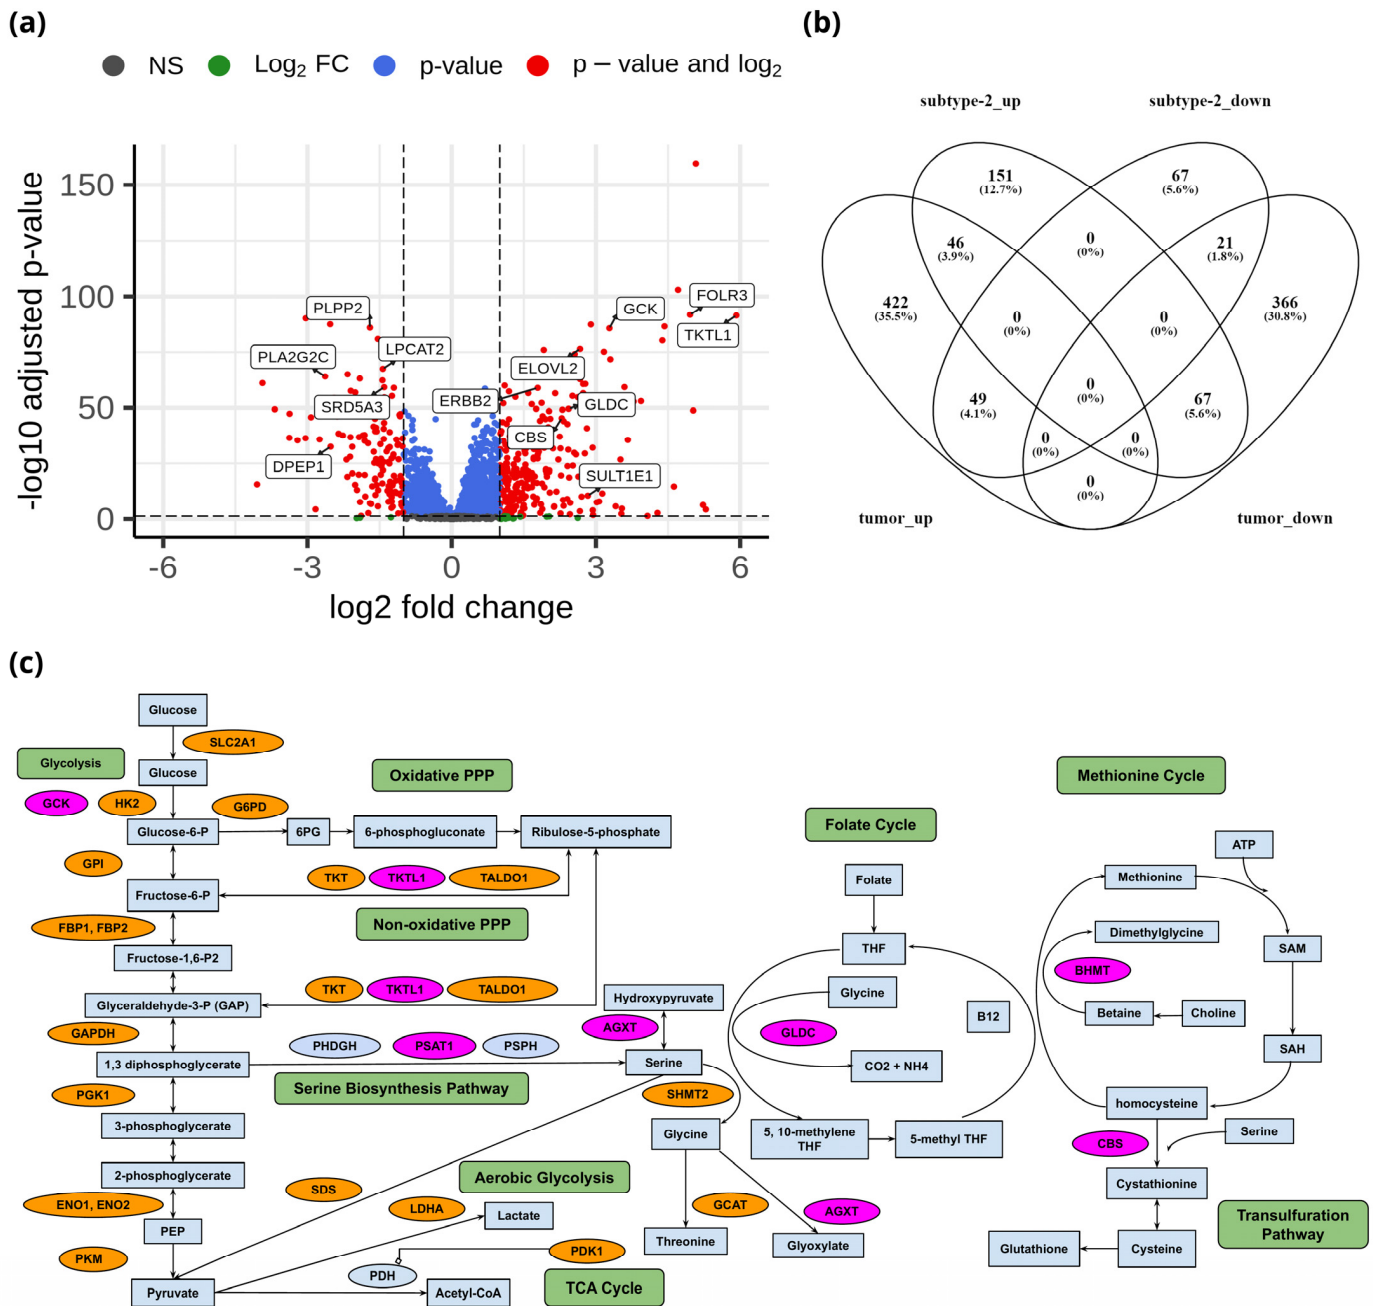 (a)
NS Log2 FC p-value p − value and log2
-log10 adjusted p-value
150
100
50
0
PLPP2
PLA2G2C
LPCAT2
SRD5A3
DPEP1
GCK
FOLR3
TKTL1
ELOVL2
ERBB2
GLDC
CBS
SULT1E1
-6 -3 0 3 6
log2 fold change
(b)
subtype-2_up subtype-2_down
151
(12.7%)
67
(5.6%)
46
(3.9%)
0
(0%)
21
(1.8%)
422
(35.5%)
0
(0%)
0
(0%)
366
(30.8%)
49
(4.1%)
0
(0%)
67
(5.6%)
0
(0%)
0
(0%)
0
(0%)
tumor_up tumor_down
(c)
Glucose
SLC2A1
Glycolysis
Glucose
GCK
HK2
G6PD
Oxidative PPP
Glucose-6-P
6PG
6-phosphogluconate
Ribulose-5-phosphate
GPI
TKT
TKTL1
TALDO1
Fructose-6-P
Non-oxidative PPP
FBP1, FBP2
Fructose-1,6-P2
TKT
TKTL1
TALDO1
Glyceraldehyde-3-P (GAP)
Hydroxypyruvate
GAPDH
AGXT
PHDGH
PSAT1
PSPH
1,3 diphosphoglycerate
Serine
Serine Biosynthesis Pathway
PGK1
SHMT2
3-phosphoglycerate
Glycine
2-phosphoglycerate
Aerobic Glycolysis
SDS
ENO1, ENO2
LDHA
Lactate
GCAT
AGXT
PEP
Threonine
Glyoxylate
PKM
PDK1
PDH
TCA Cycle
Pyruvate
Acetyl-CoA
Folate Cycle
Folate
THF
Glycine
B12
GLDC
CO2 + NH4
5, 10-methylene
THF
5-methyl THF
Methionine Cycle
ATP
Methionine
Dimethylglycine
SAM
BHMT
Betaine
Choline
SAH
homocysteine
Serine
CBS
Cystathionine
Transulfuration
Pathway
Glutathione
Cysteine